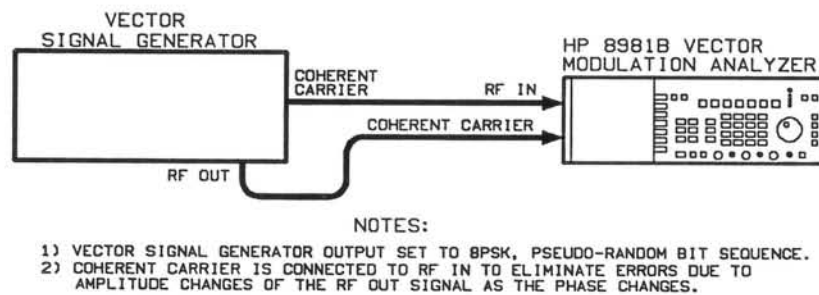 VECTOR
SIGNAL GENERATOR
HP 8981B VECTOR
MODULATION ANALYZER
COHERENT
CARRIER
RF IN
COHERENT CARRIER
RF OUT
NOTES:
1) VECTOR SIGNAL GENERATOR OUTPUT SET TO 8PSK, PSEUDO-RANDOM BIT SEQUENCE.
2) COHERENT CARRIER IS CONNECTED TO RF IN TO ELIMINATE ERRORS DUE TO
AMPLITUDE CHANGES OF THE RF OUT SIGNAL AS THE PHASE CHANGES.